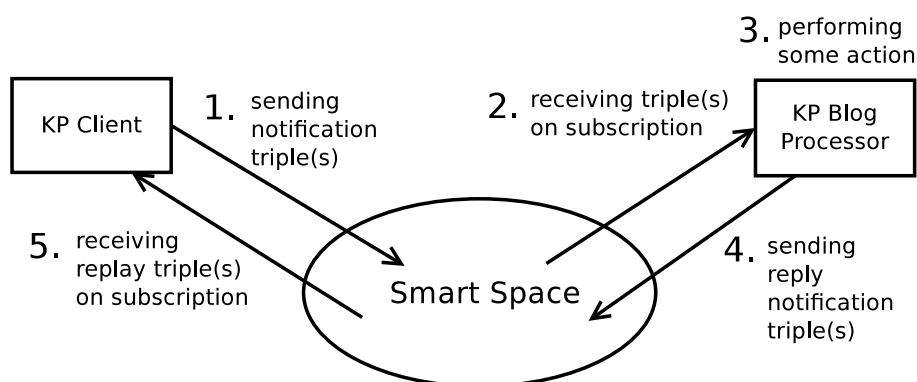 KP Client
1. sending
notification
triple(s)
2. receiving triple(s)
on subscription
3. performing
some action
KP Blog
Processor
4. sending
reply
notification
triple(s)
5. receiving
replay triple(s)
on subscription
Smart Space